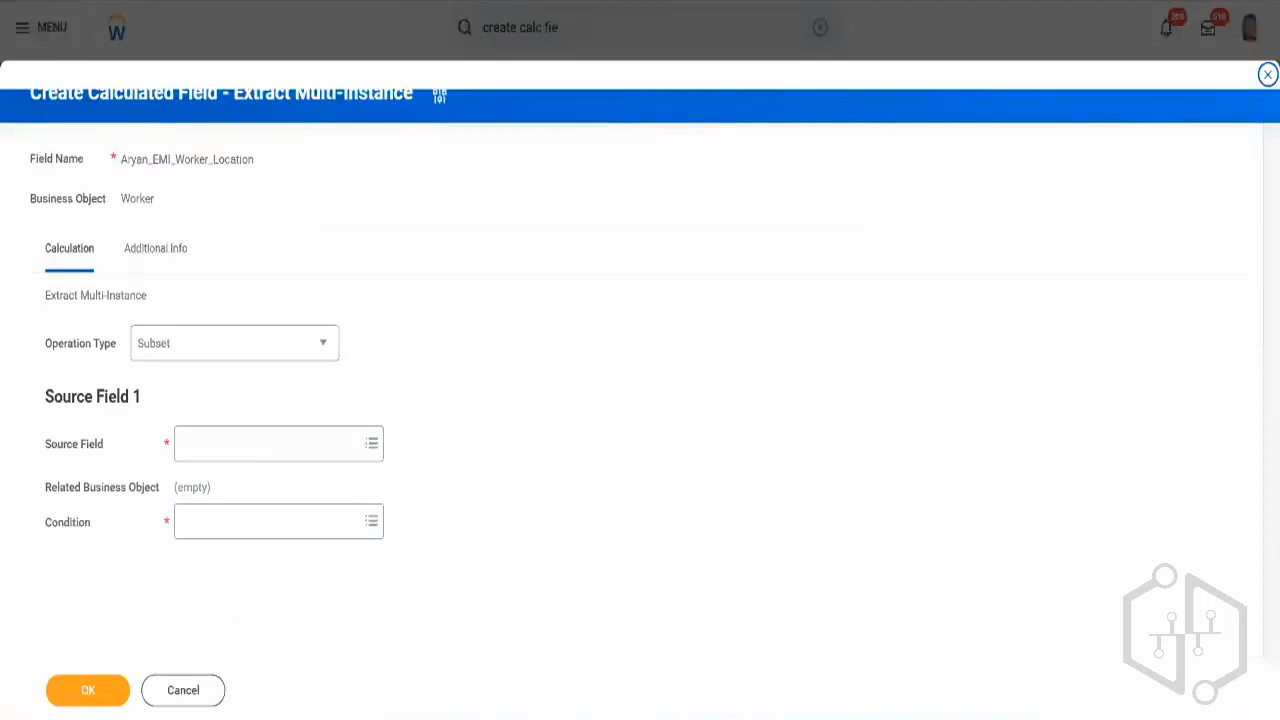 MENU
create calc fie
Create Calculated Field - Extract Multi-Instance
Field Name * Aryan_EMI_Worker_Location
Business Object Worker
Calculation Additional Info
Extract Multi-Instance
Operation Type Subset
Source Field 1
Source Field *
Related Business Object (empty)
Condition *
OK Cancel